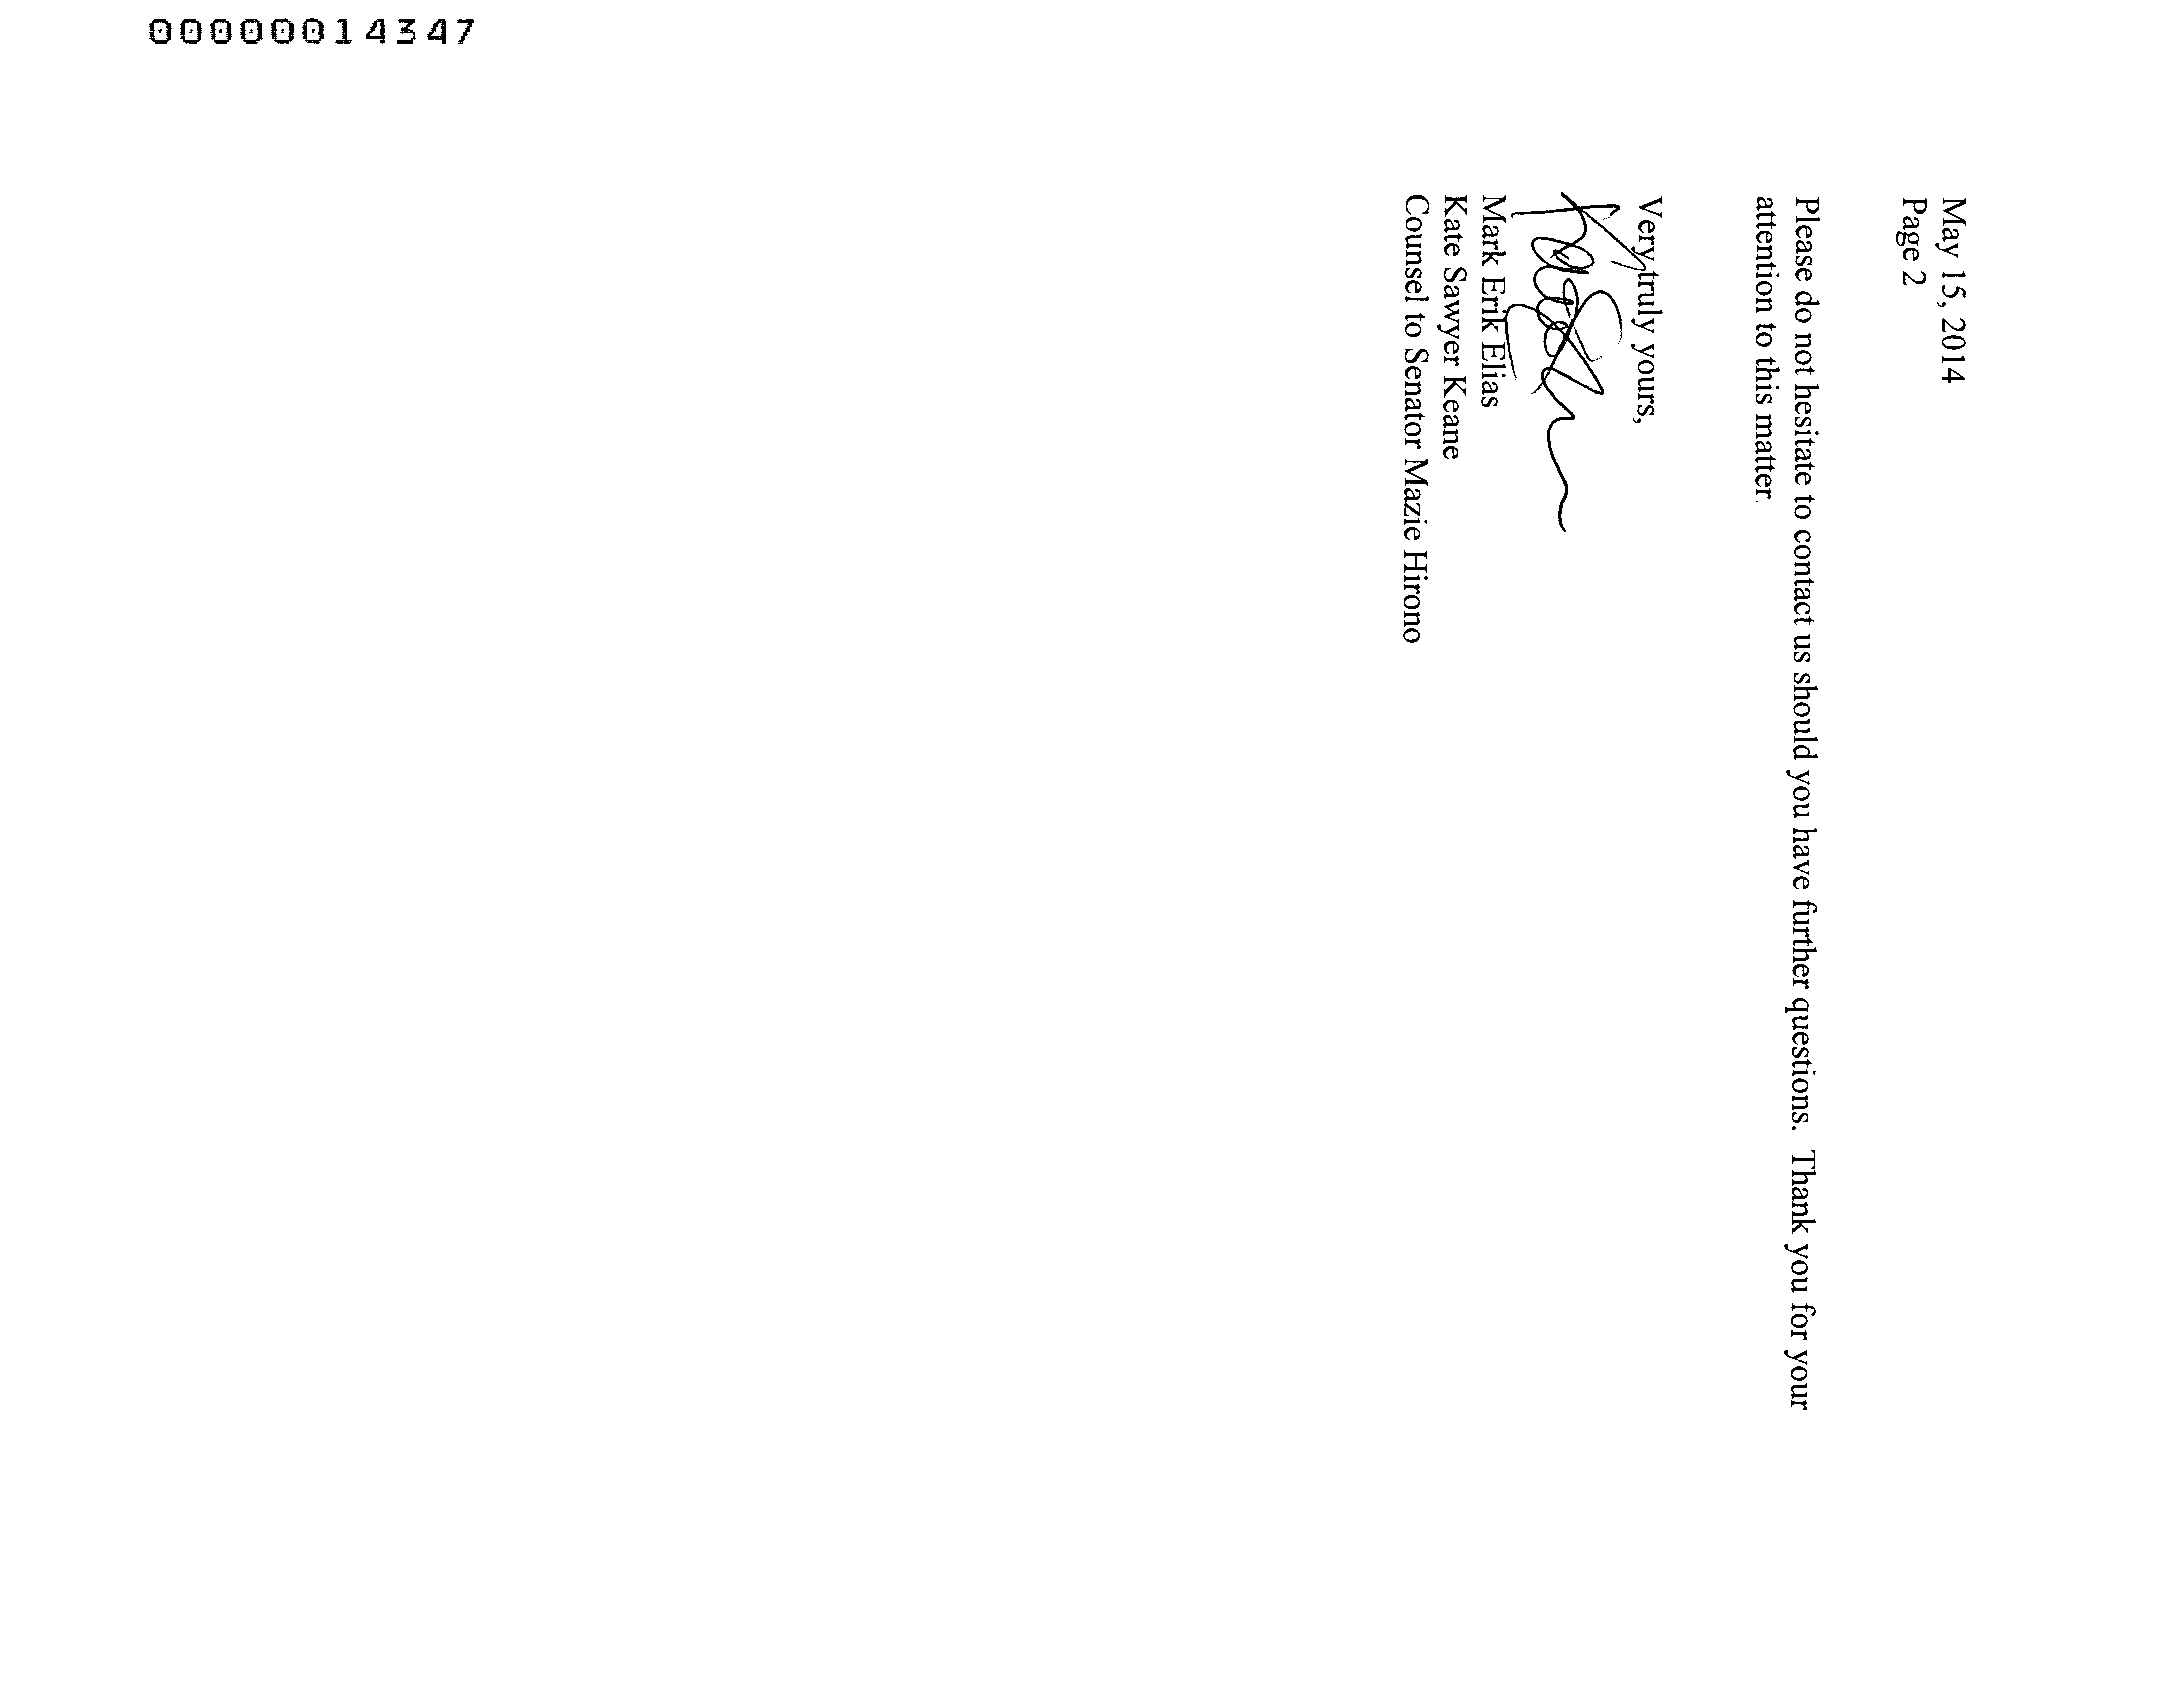 00000014347
May 15, 2014
Page 2
Please do not hesitate to contact us should you have further questions. Thank you for your
attention to this matter.
Very truly yours,
Mark Erik Elias
Kate Sawyer Keane
Counsel to Senator Mazie Hirono